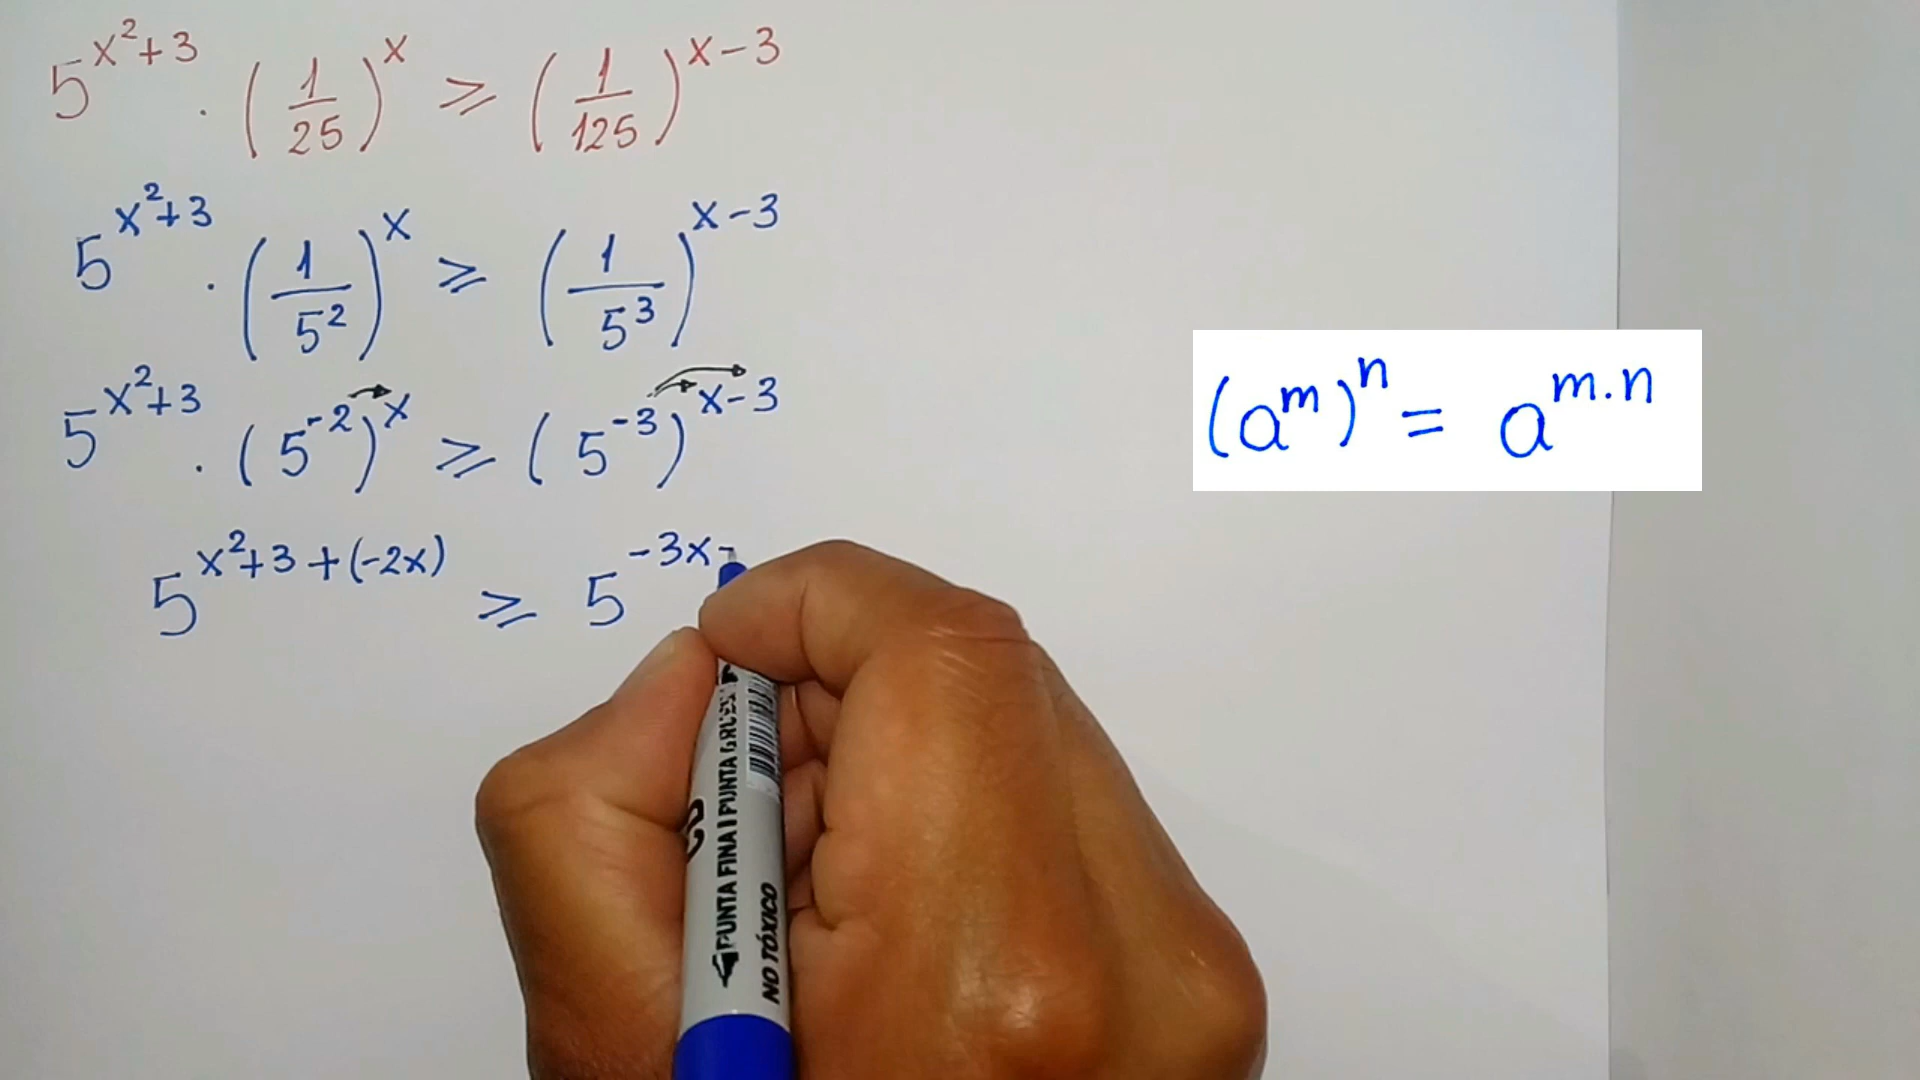 5^{x²+3} · (1/25)^x ⩾ (1/125)^{x-3}
5^{x²+3} · (1/5²)^x ⩾ (1/5³)^{x-3}
5^{x²+3} · (5^{-2})^x ⩾ (5^{-3})^{x-3}
5^{x²+3+(-2x)} ⩾ 5^{-3x-
(a^m)^n = a^{m·n}
PUNTA FINA | PUNTA GRUES
NO TÓXICO